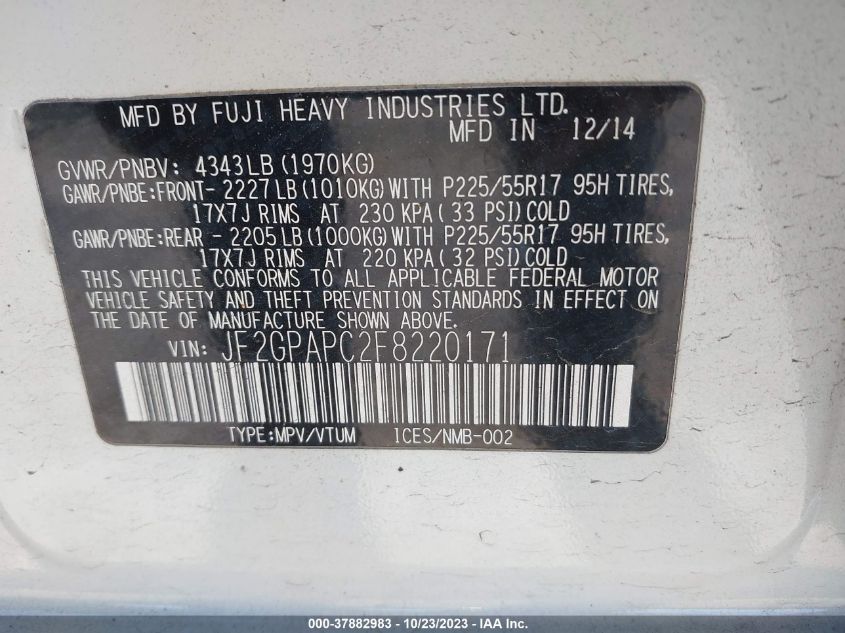 MFD BY FUJI HEAVY INDUSTRIES LTD.
MFD IN 12/14
GVWR/PNBV: 4343LB(1970KG)
GAWR/PNBE:FRONT- 2227LB(1010KG)WITH P225/55R17 95H TIRES,
17X7J RIMS AT 230 KPA(33 PSI)COLD
GAWR/PNBE:REAR - 2205LB(1000KG)WITH P225/55R17 95H TIRES,
17X7J RIMS AT 220 KPA(32 PSI)COLD
THIS VEHICLE CONFORMS TO ALL APPLICABLE FEDERAL MOTOR
VEHICLE SAFETY AND THEFT PREVENTION STANDARDS IN EFFECT ON
THE DATE OF MANUFACTURE SHOWN ABOVE.
VIN: JF2GPAPC2F8220171
TYPE:MPV/VTUM ICES/NMB-002
000-37882983 - 10/23/2023 - IAA Inc.